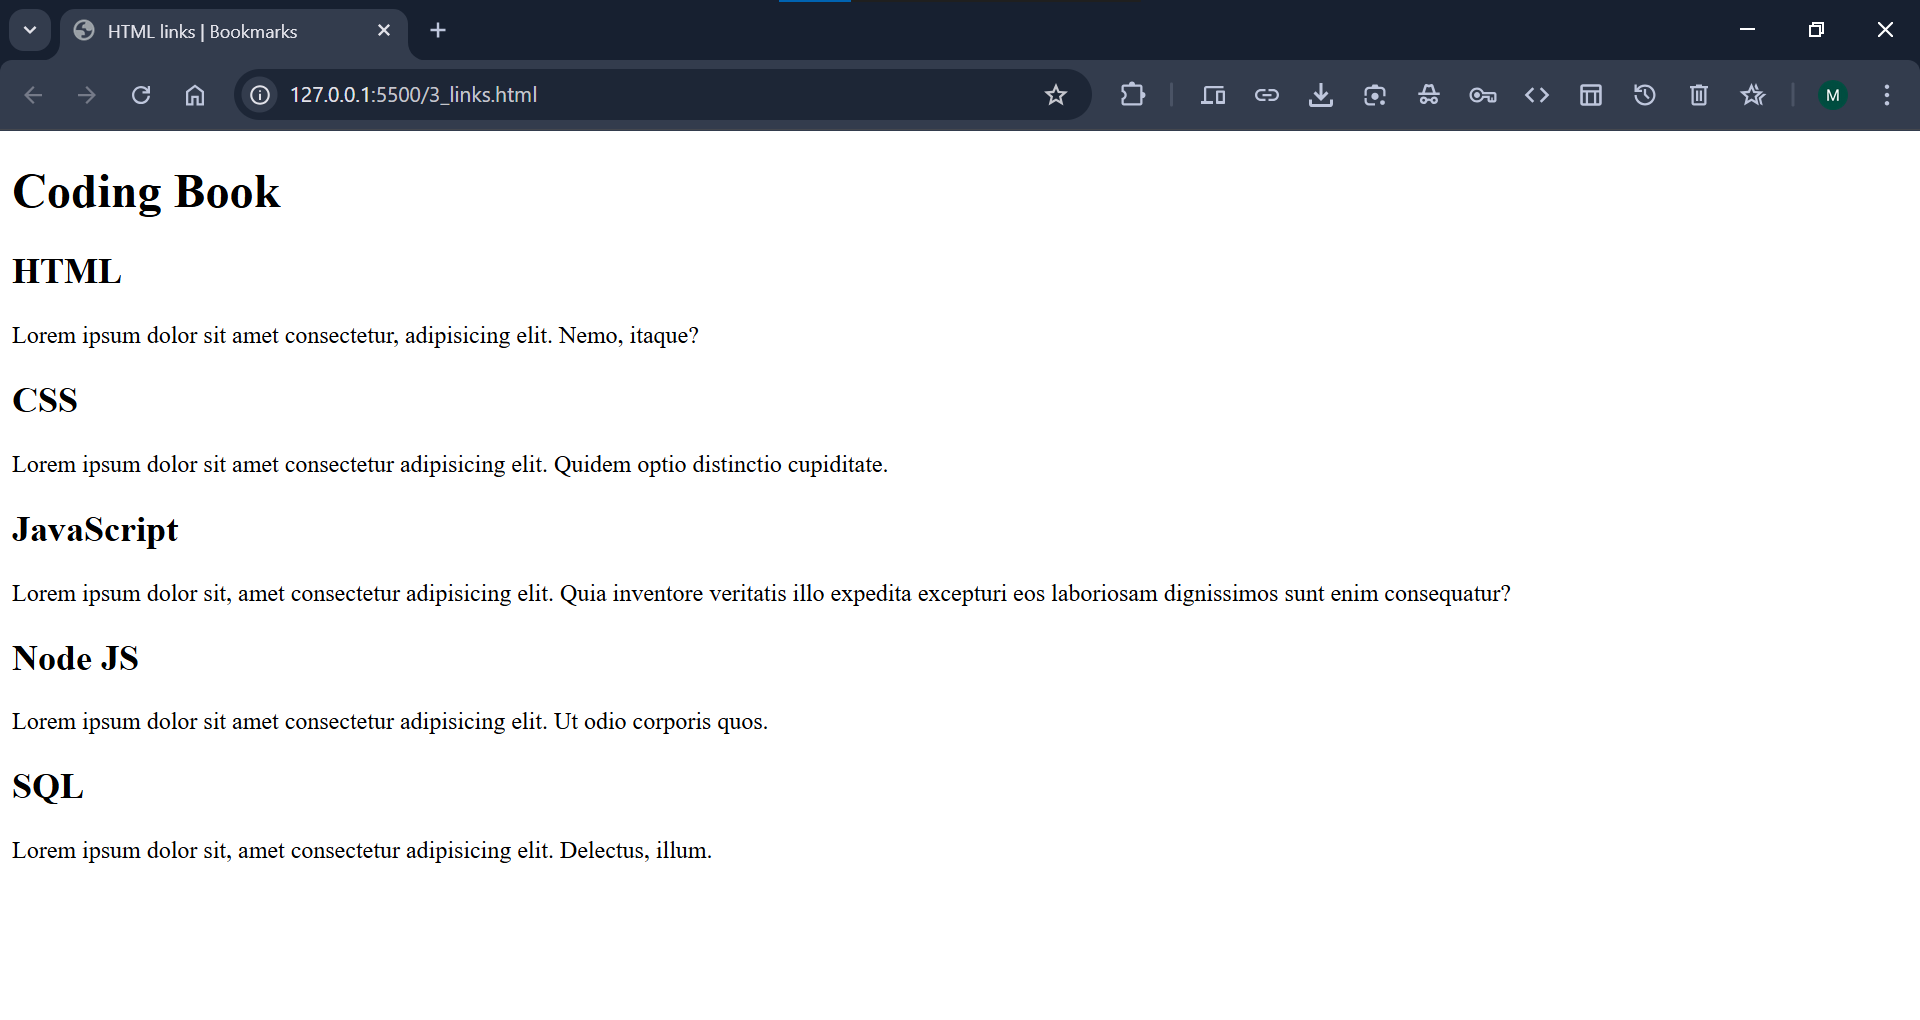 HTML links | Bookmarks
127.0.0.1:5500/3_links.html
M
Coding Book
HTML
Lorem ipsum dolor sit amet consectetur, adipisicing elit. Nemo, itaque?
CSS
Lorem ipsum dolor sit amet consectetur adipisicing elit. Quidem optio distinctio cupiditate.
JavaScript
Lorem ipsum dolor sit, amet consectetur adipisicing elit. Quia inventore veritatis illo expedita excepturi eos laboriosam dignissimos sunt enim consequatur?
Node JS
Lorem ipsum dolor sit amet consectetur adipisicing elit. Ut odio corporis quos.
SQL
Lorem ipsum dolor sit, amet consectetur adipisicing elit. Delectus, illum.